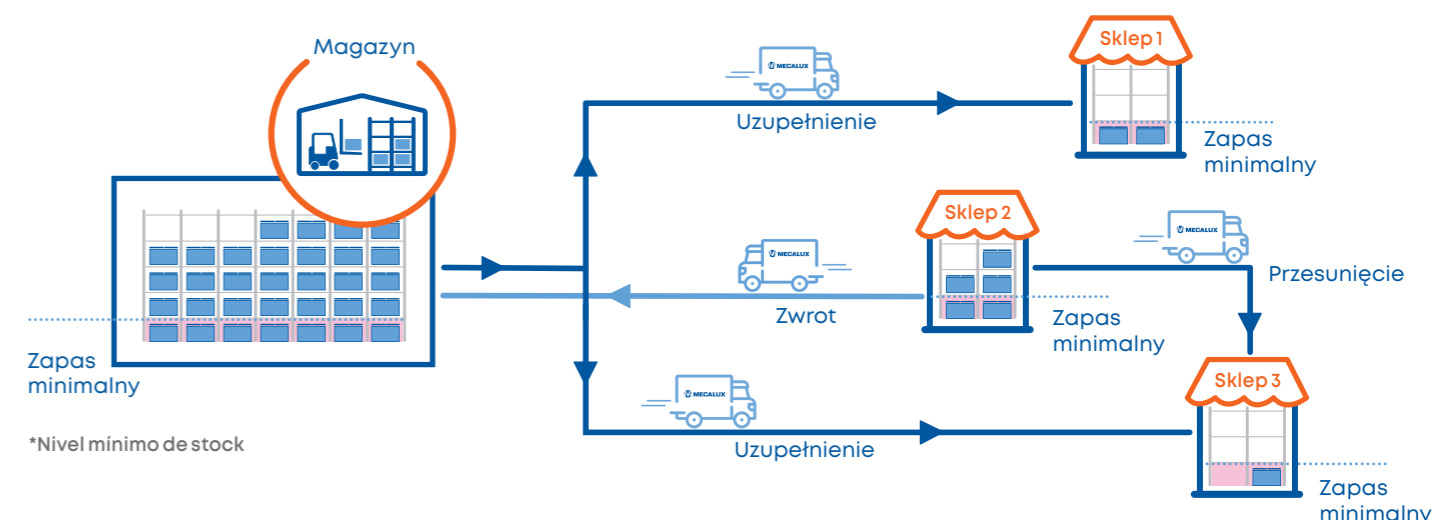 Magazyn
Sklep 1
MECALUX
Uzupełnienie
Zapas
minimalny
Sklep 2
MECALUX
MECALUX
Przesunięcie
Zwrot
Zapas
minimalny
Zapas
minimalny
Sklep 3
MECALUX
*Nivel mínimo de stock
Uzupełnienie
Zapas
minimalny